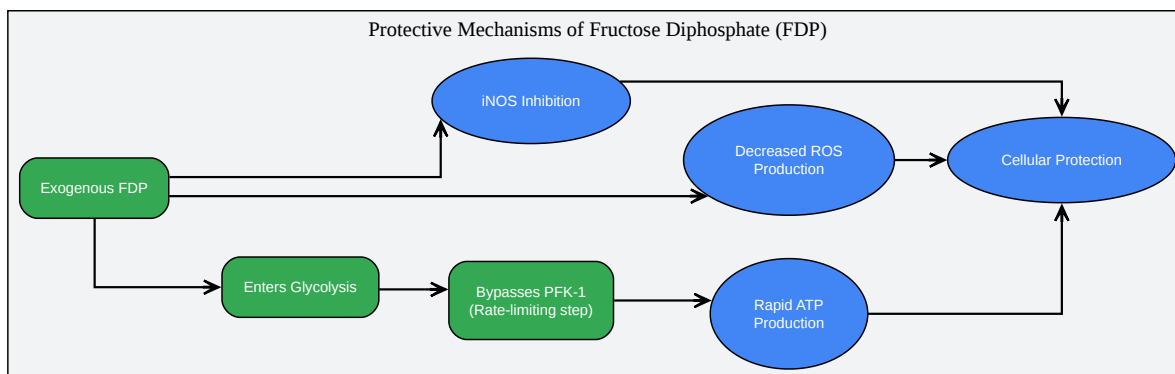 Protective Mechanisms of Fructose Diphosphate (FDP)
iNOS Inhibition
Decreased ROS
Production
Cellular Protection
Exogenous FDP
Enters Glycolysis
Bypasses PFK-1
(Rate-limiting step)
Rapid ATP
Production